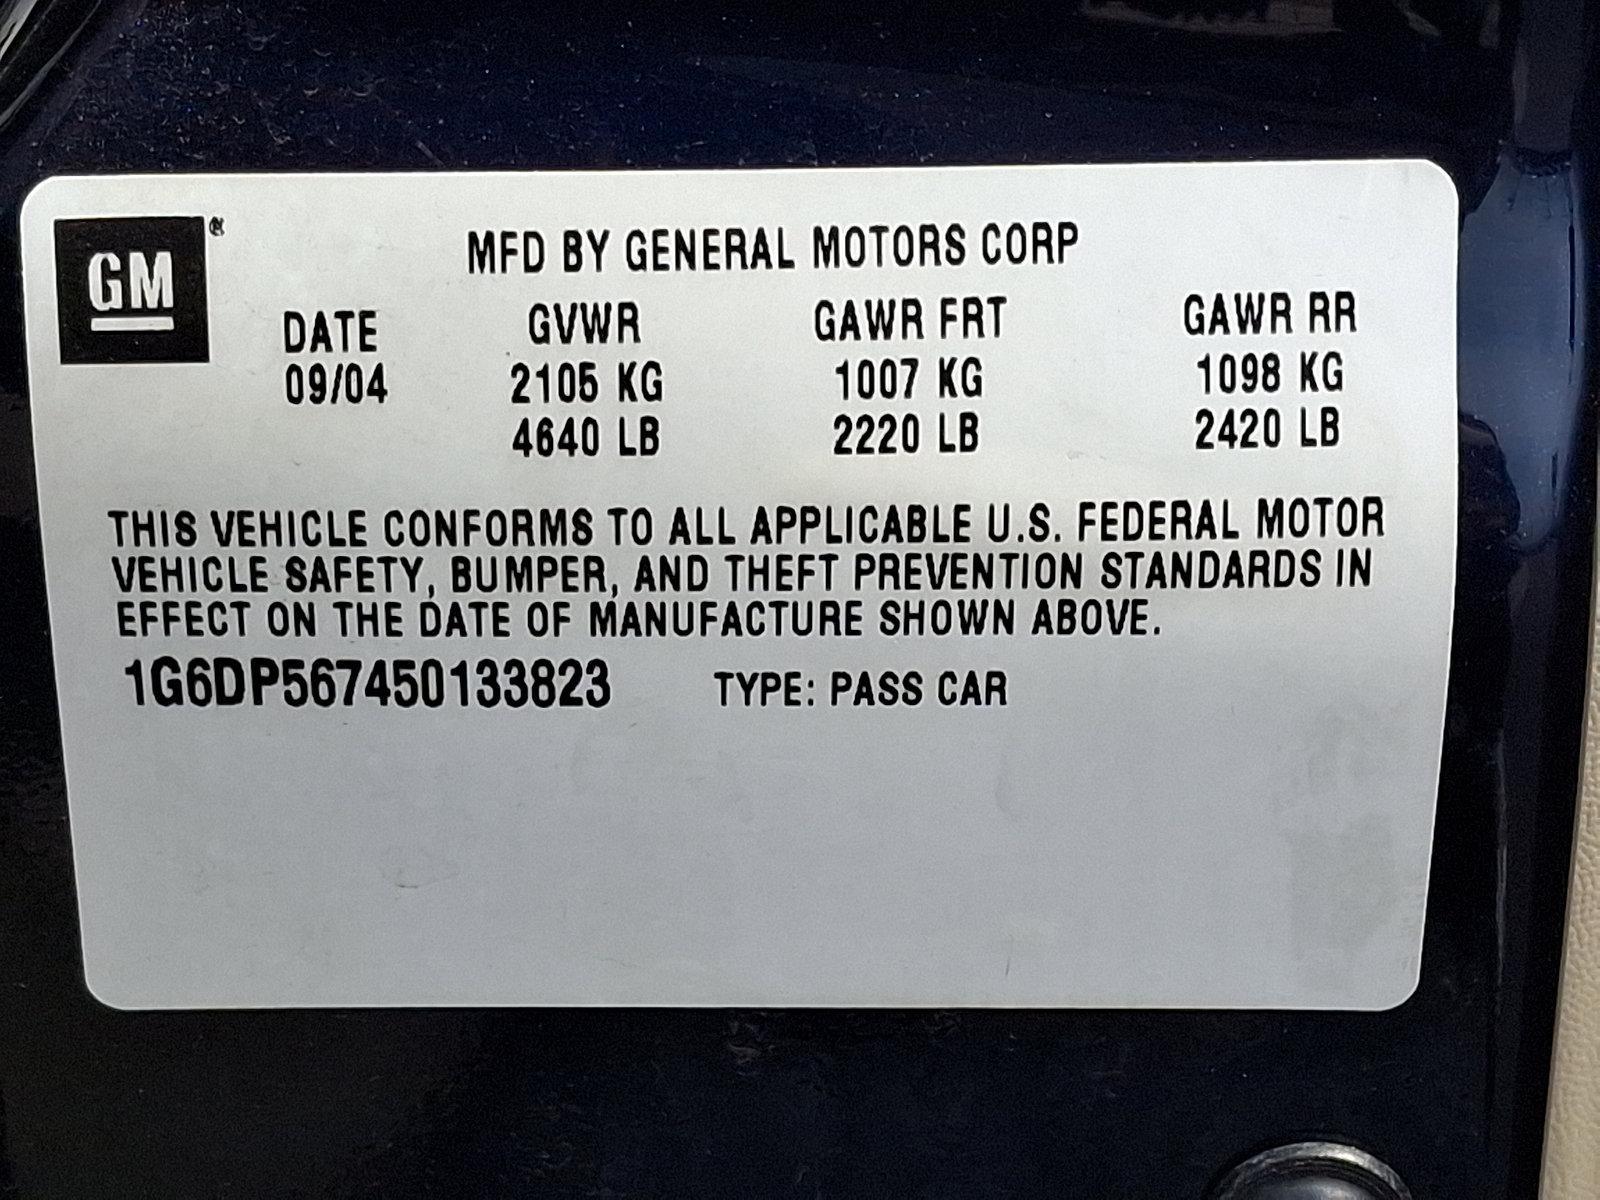 GM ®
MFD BY GENERAL MOTORS CORP
DATE GVWR GAWR FRT GAWR RR
09/04 2105 KG 1007 KG 1098 KG
4640 LB 2220 LB 2420 LB
THIS VEHICLE CONFORMS TO ALL APPLICABLE U.S. FEDERAL MOTOR
VEHICLE SAFETY, BUMPER, AND THEFT PREVENTION STANDARDS IN
EFFECT ON THE DATE OF MANUFACTURE SHOWN ABOVE.
1G6DP567450133823 TYPE: PASS CAR